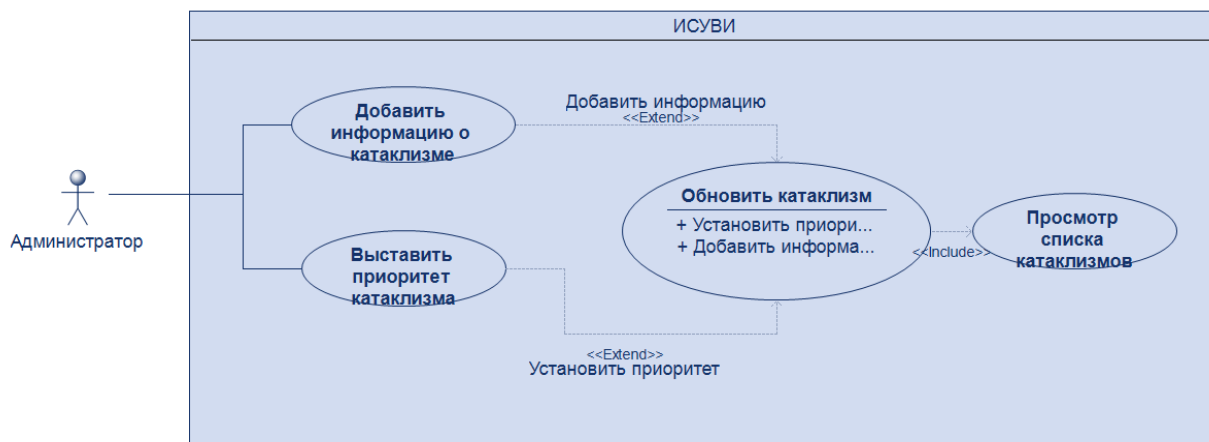 ИСУВИ
Добавить
информацию о
катаклизме
Добавить информацию
<<Extend>>
Администратор
Обновить катаклизм
+ Установить приори...
+ Добавить информа...
<<Include>>
Просмотр
списка
катаклизмов
Выставить
приоритет
катаклизма
<<Extend>>
Установить приоритет